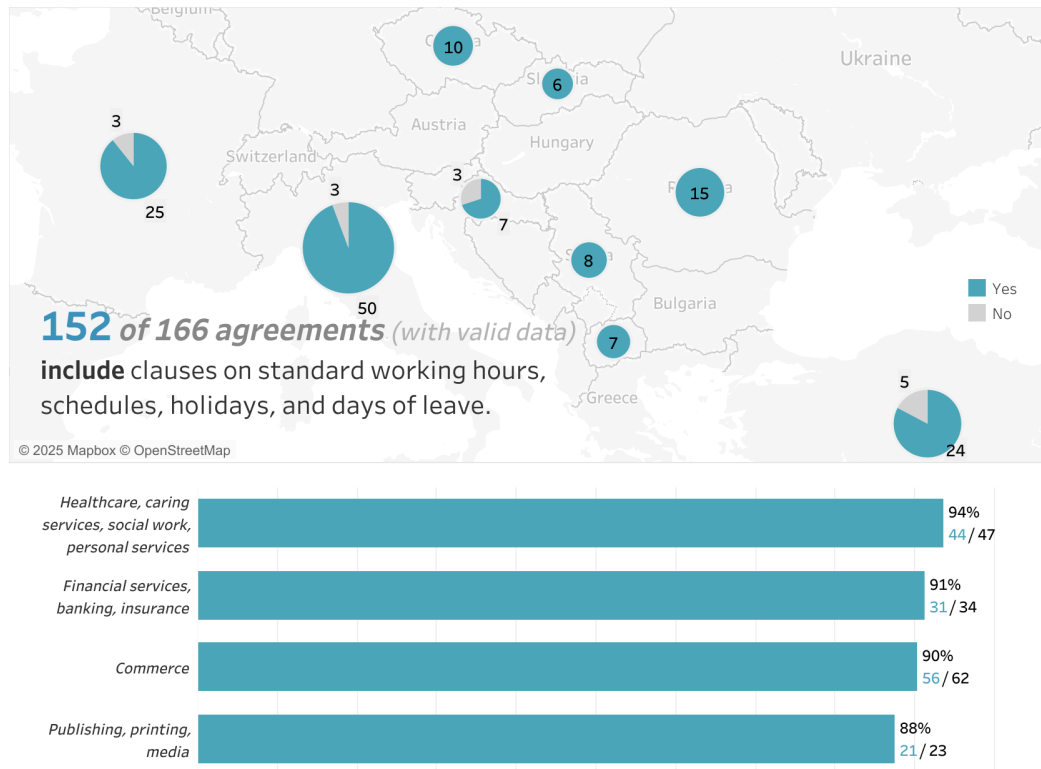 Belgium
10
Ukraine
6
Austria
3
Hungary
Switzerland
3
3
15
25
7
8
Yes
Bulgaria
No
50
152 of 166 agreements (with valid data)
7
include clauses on standard working hours,
5
Greece
schedules, holidays, and days of leave.
24
© 2025 Mapbox © OpenStreetMap
Healthcare, caring
services, social work,
personal services
94%
44/47
Financial services,
banking, insurance
91%
31/34
Commerce
90%
56/62
Publishing, printing,
media
88%
21/23